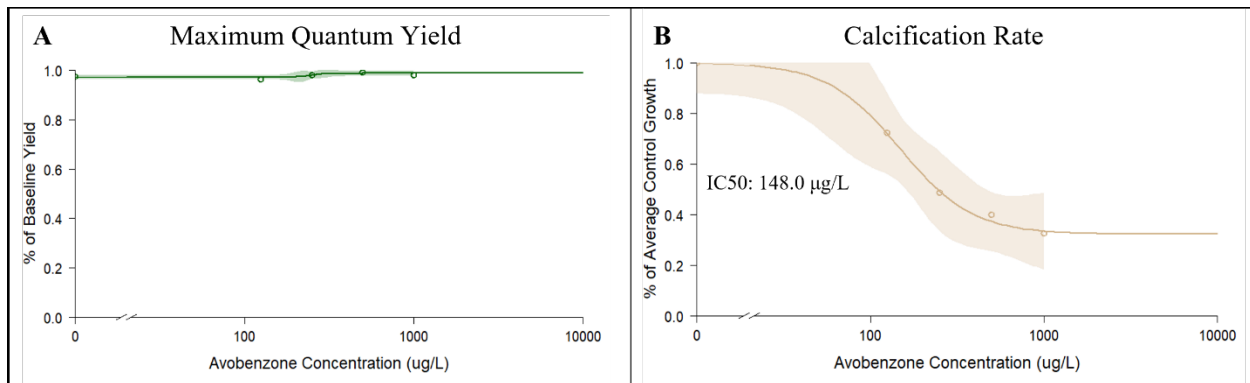 A Maximum Quantum Yield
1.0
0.8
0.6
0.4
0.2
0.0
% of Baseline Yield
0 100 1000 10000
Avobenzone Concentration (ug/L)
B Calcification Rate
1.0
0.8
0.6
0.4
0.2
0.0
% of Average Control Growth
IC50: 148.0 µg/L
0 100 1000 10000
Avobenzone Concentration (ug/L)